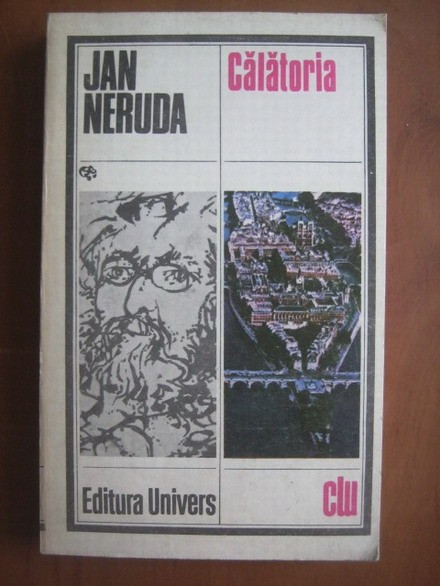 JAN
NERUDA
Călătoria
Editura Univers
clu